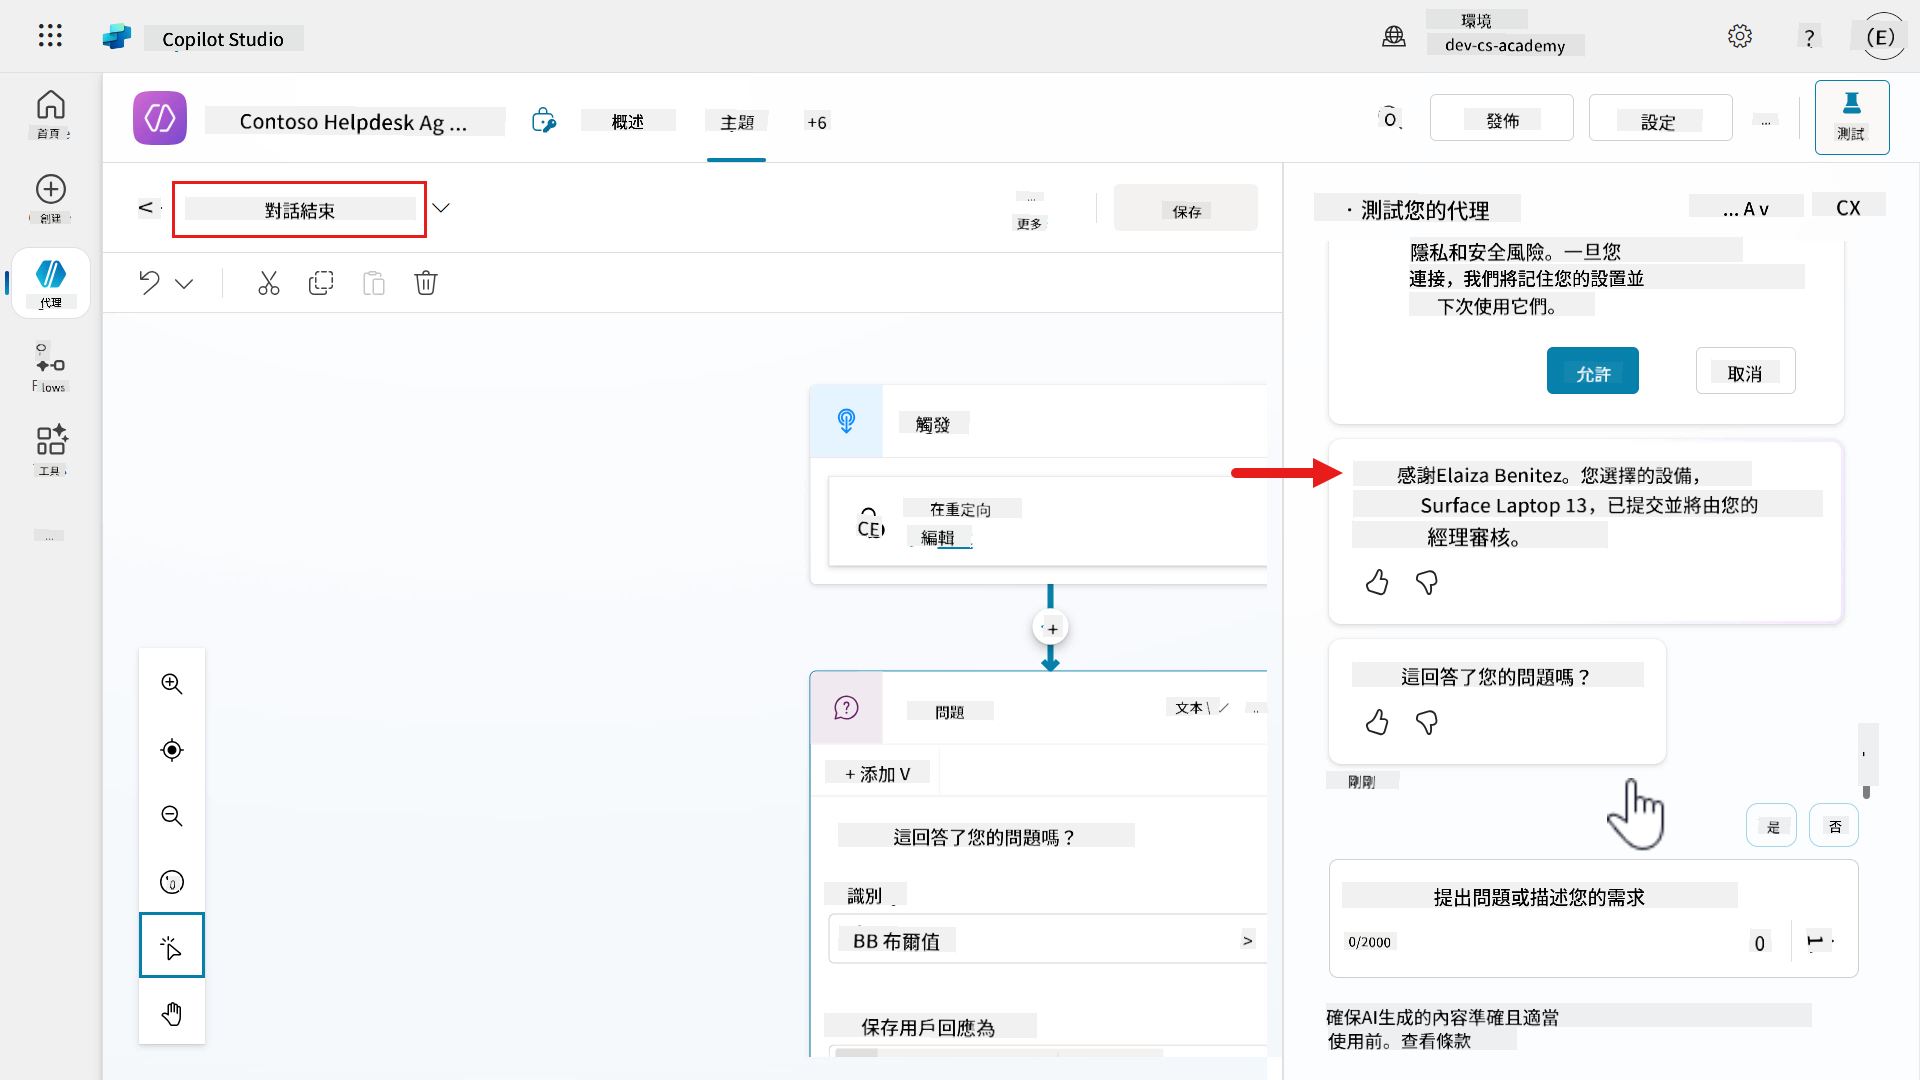 Copilot Studio
環境
dev-cs-academy
?
(E)
首頁
創建
代理
Flows
工具
...
Contoso Helpdesk Ag ...
概述
主題
+6
發佈
設定
...
測試
<
對話結束
...
更多
保存
觸發
在重定向
編輯
+
問題
文本
+ 添加 V
這回答了您的問題嗎？
識別
BB 布爾值
>
保存用戶回應為
· 測試您的代理
... A v
CX
隱私和安全風險。一旦您
連接，我們將記住您的設置並
下次使用它們。
允許
取消
感謝Elaiza Benitez。您選擇的設備，
Surface Laptop 13，已提交並將由您的
經理審核。
這回答了您的問題嗎？
剛剛
是
否
提出問題或描述您的需求
0/2000
0
確保AI生成的內容準確且適當
使用前。查看條款